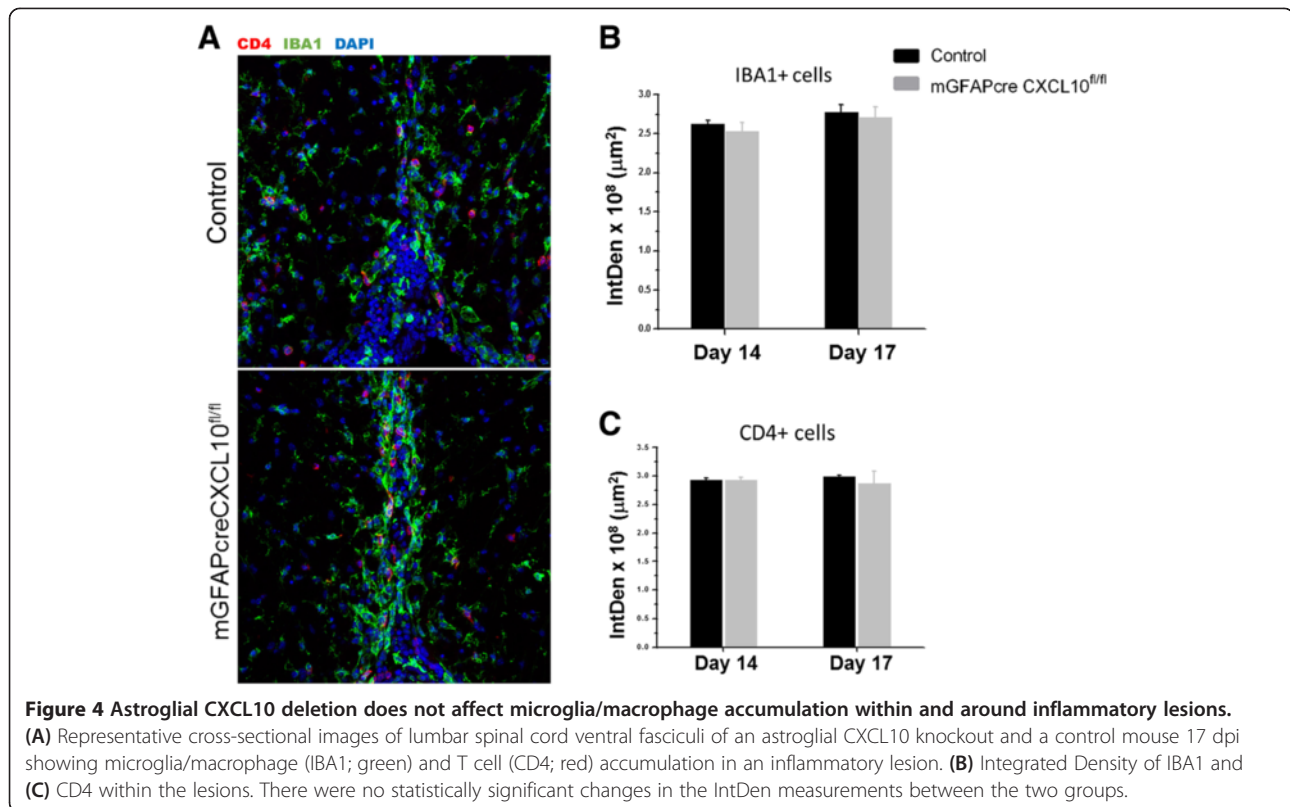 A
CD4 IBA1 DAPI
Control
mGFAPcreCXCL10fl/fl
B
Control
mGFAPcre CXCL10fl/fl
IBA1+ cells
IntDen x 10⁸ (µm²)
3.0
2.5
2.0
1.5
1.0
0.5
0.0
Day 14
Day 17
C
CD4+ cells
IntDen x 10⁸ (µm²)
3.5
3.0
2.5
2.0
1.5
1.0
0.5
0.0
Day 14
Day 17
Figure 4 Astroglial CXCL10 deletion does not affect microglia/macrophage accumulation within and around inflammatory lesions.
(A) Representative cross-sectional images of lumbar spinal cord ventral fasciculi of an astroglial CXCL10 knockout and a control mouse 17 dpi
showing microglia/macrophage (IBA1; green) and T cell (CD4; red) accumulation in an inflammatory lesion. (B) Integrated Density of IBA1 and
(C) CD4 within the lesions. There were no statistically significant changes in the IntDen measurements between the two groups.